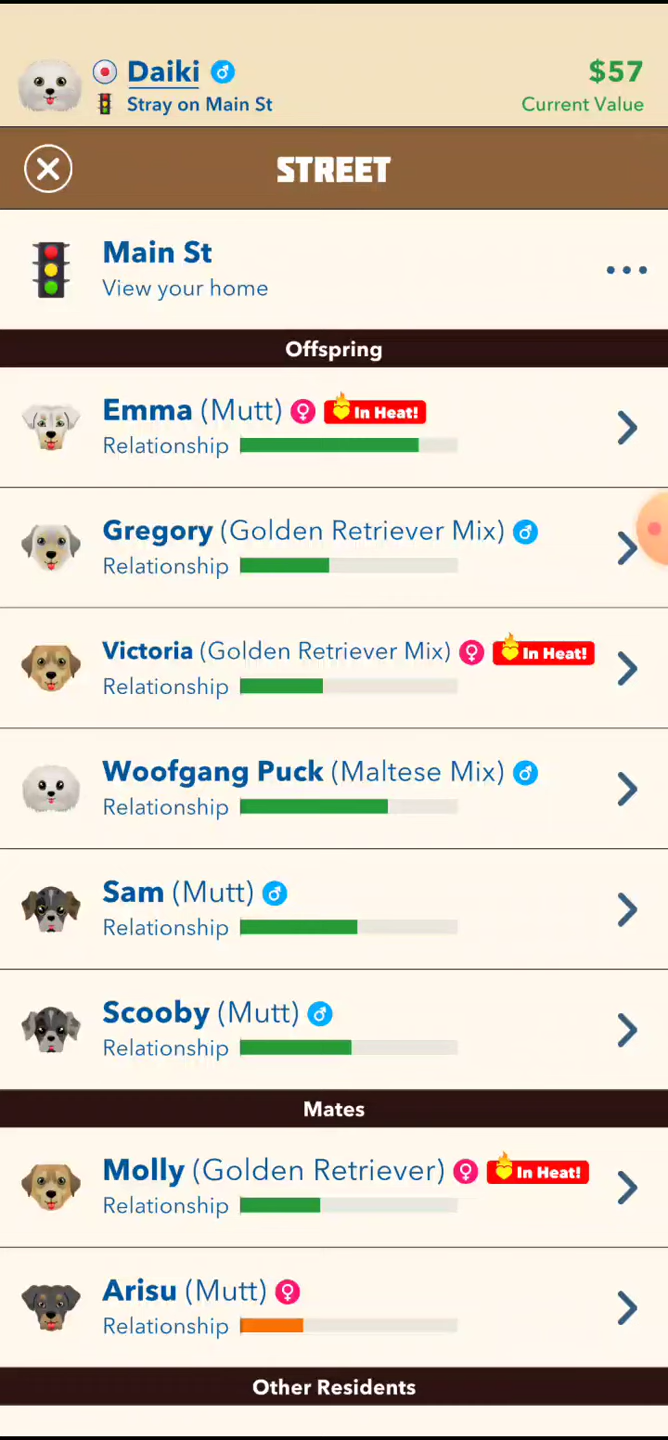 Daiki
$57
Stray on Main St
Current Value
STREET
Main St
View your home
Offspring
Emma (Mutt) In Heat!
Relationship
Gregory (Golden Retriever Mix)
Relationship
Victoria (Golden Retriever Mix) In Heat!
Relationship
Woofgang Puck (Maltese Mix)
Relationship
Sam (Mutt)
Relationship
Scooby (Mutt)
Relationship
Mates
Molly (Golden Retriever) In Heat!
Relationship
Arisu (Mutt)
Relationship
Other Residents